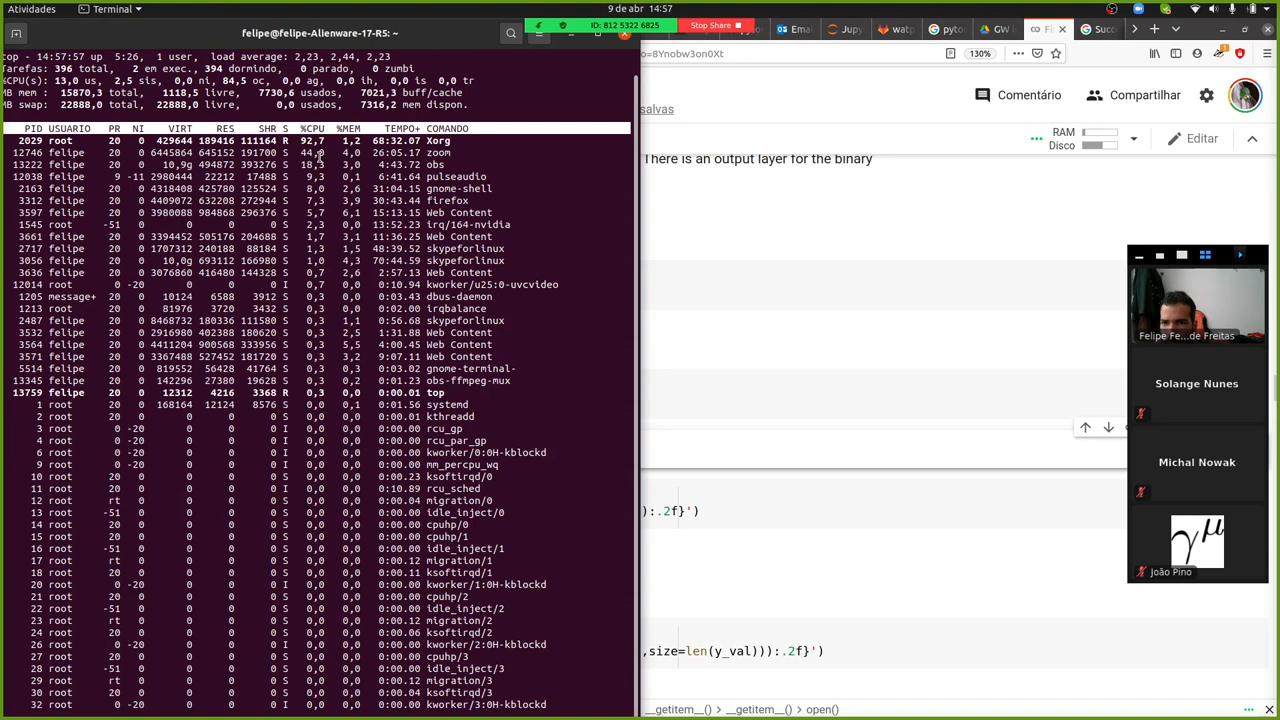 Atividades
Terminal
9 de abr 14:57
felipe@felipe-Alienware-17-R5: ~
ID: 812 5322 6825
Stop Share
Email
Jupy
watp
pytor
GW i
Fin
Succ
o=8Ynobw3on0Xt
130%
top - 14:57:57 up 5:26, 1 user, load average: 2,23, 2,44, 2,23
Tarefas: 396 total, 2 em exec., 394 dormindo, 0 parado, 0 zumbi
%CPU(s): 13,0 us, 2,5 sis, 0,0 ni, 84,5 oc, 0,0 ag, 0,0 ih, 0,0 is 0,0 tr
MB mem : 15870,3 total, 1118,5 livre, 7730,6 usados, 7021,3 buff/cache
MB swap: 22888,0 total, 22888,0 livre, 0,0 usados, 7316,2 mem dispon.
PID USUARIO PR NI VIRT RES SHR S %CPU %MEM TEMPO+ COMANDO
2029 root 20 0 429644 189416 111164 R 92,7 1,2 68:32.07 Xorg
12746 felipe 20 0 6445864 645152 191700 S 44,0 4,0 26:03.17 zoom
13222 felipe 20 0 10,9g 494872 393276 S 18,3 3,0 4:43.72 obs
12038 felipe 9 -11 2980444 22212 17488 S 9,3 0,1 6:41.64 pulseaudio
2163 felipe 20 0 4318408 425780 125524 S 8,0 2,6 31:04.15 gnome-shell
3312 felipe 20 0 4409072 632208 272944 S 7,3 3,9 30:43.44 firefox
3597 felipe 20 0 3980088 984868 296376 S 5,7 6,1 15:13.15 Web Content
1545 root -51 0 0 0 0 S 2,3 0,0 13:52.23 irq/164-nvidia
3661 felipe 20 0 3394452 505176 204688 S 1,7 3,1 11:36.25 Web Content
2717 felipe 20 0 1707312 240188 88184 S 1,3 1,5 48:39.52 skypeforlinux
3056 felipe 20 0 10,0g 693112 166980 S 1,0 4,3 70:44.59 skypeforlinux
3636 felipe 20 0 3076860 416480 144328 S 0,7 2,6 2:57.13 Web Content
12014 root 0 -20 0 0 0 I 0,7 0,0 0:10.94 kworker/u25:0-uvcvideo
1205 message+ 20 0 10124 6588 3912 S 0,3 0,0 0:03.43 dbus-daemon
1213 root 20 0 81976 3720 3432 S 0,3 0,0 0:02.00 irqbalance
2487 felipe 20 0 8468732 180336 111580 S 0,3 1,1 0:56.68 skypeforlinux
3532 felipe 20 0 2916980 402388 180620 S 0,3 2,5 1:31.88 Web Content
3564 felipe 20 0 4411204 900568 333956 S 0,3 5,5 4:00.45 Web Content
3571 felipe 20 0 3367488 527452 181720 S 0,3 3,2 9:07.11 Web Content
5514 felipe 20 0 819552 56428 41764 S 0,3 0,3 0:03.02 gnome-terminal-
13345 felipe 20 0 142296 27380 19628 S 0,3 0,2 0:01.23 obs-ffmpeg-mux
13759 felipe 20 0 12312 4216 3368 R 0,3 0,0 0:00.01 top
1 root 20 0 168164 12124 8576 S 0,0 0,1 0:01.56 systemd
2 root 20 0 0 0 0 S 0,0 0,0 0:00.01 kthreadd
3 root 0 -20 0 0 0 I 0,0 0,0 0:00.00 rcu_gp
4 root 0 -20 0 0 0 I 0,0 0,0 0:00.00 rcu_par_gp
6 root 0 -20 0 0 0 I 0,0 0,0 0:00.00 kworker/0:0H-kblockd
9 root 0 -20 0 0 0 I 0,0 0,0 0:00.00 mm_percpu_wq
10 root 20 0 0 0 0 S 0,0 0,0 0:00.23 ksoftirqd/0
11 root 20 0 0 0 0 I 0,0 0,0 0:10.89 rcu_sched
12 root rt 0 0 0 0 S 0,0 0,0 0:00.04 migration/0
13 root -51 0 0 0 0 S 0,0 0,0 0:00.00 idle_inject/0
14 root 20 0 0 0 0 S 0,0 0,0 0:00.00 cpuhp/0
15 root 20 0 0 0 0 S 0,0 0,0 0:00.00 cpuhp/1
16 root -51 0 0 0 0 S 0,0 0,0 0:00.00 idle_inject/1
17 root rt 0 0 0 0 S 0,0 0,0 0:00.12 migration/1
18 root 20 0 0 0 0 S 0,0 0,0 0:00.11 ksoftirqd/1
20 root 0 -20 0 0 0 I 0,0 0,0 0:00.00 kworker/1:0H-kblockd
21 root 20 0 0 0 0 S 0,0 0,0 0:00.00 cpuhp/2
22 root -51 0 0 0 0 S 0,0 0,0 0:00.00 idle_inject/2
23 root rt 0 0 0 0 S 0,0 0,0 0:00.12 migration/2
24 root 20 0 0 0 0 S 0,0 0,0 0:00.06 ksoftirqd/2
26 root 0 -20 0 0 0 I 0,0 0,0 0:00.00 kworker/2:0H-kblockd
27 root 20 0 0 0 0 S 0,0 0,0 0:00.00 cpuhp/3
28 root -51 0 0 0 0 S 0,0 0,0 0:00.00 idle_inject/3
29 root rt 0 0 0 0 S 0,0 0,0 0:00.12 migration/3
30 root 20 0 0 0 0 S 0,0 0,0 0:00.04 ksoftirqd/3
32 root 0 -20 0 0 0 I 0,0 0,0 0:00.00 kworker/3:0H-kblockd
salvas
Comentário
Compartilhar
RAM
Disco
Editar
There is an output layer for the binary
):.2f}')
,size=len(y_val))):.2f}')
__getitem__() > __getitem__() > open()
Felipe Fe...de Freitas
Solange Nunes
Michal Nowak
γμ
João Pino